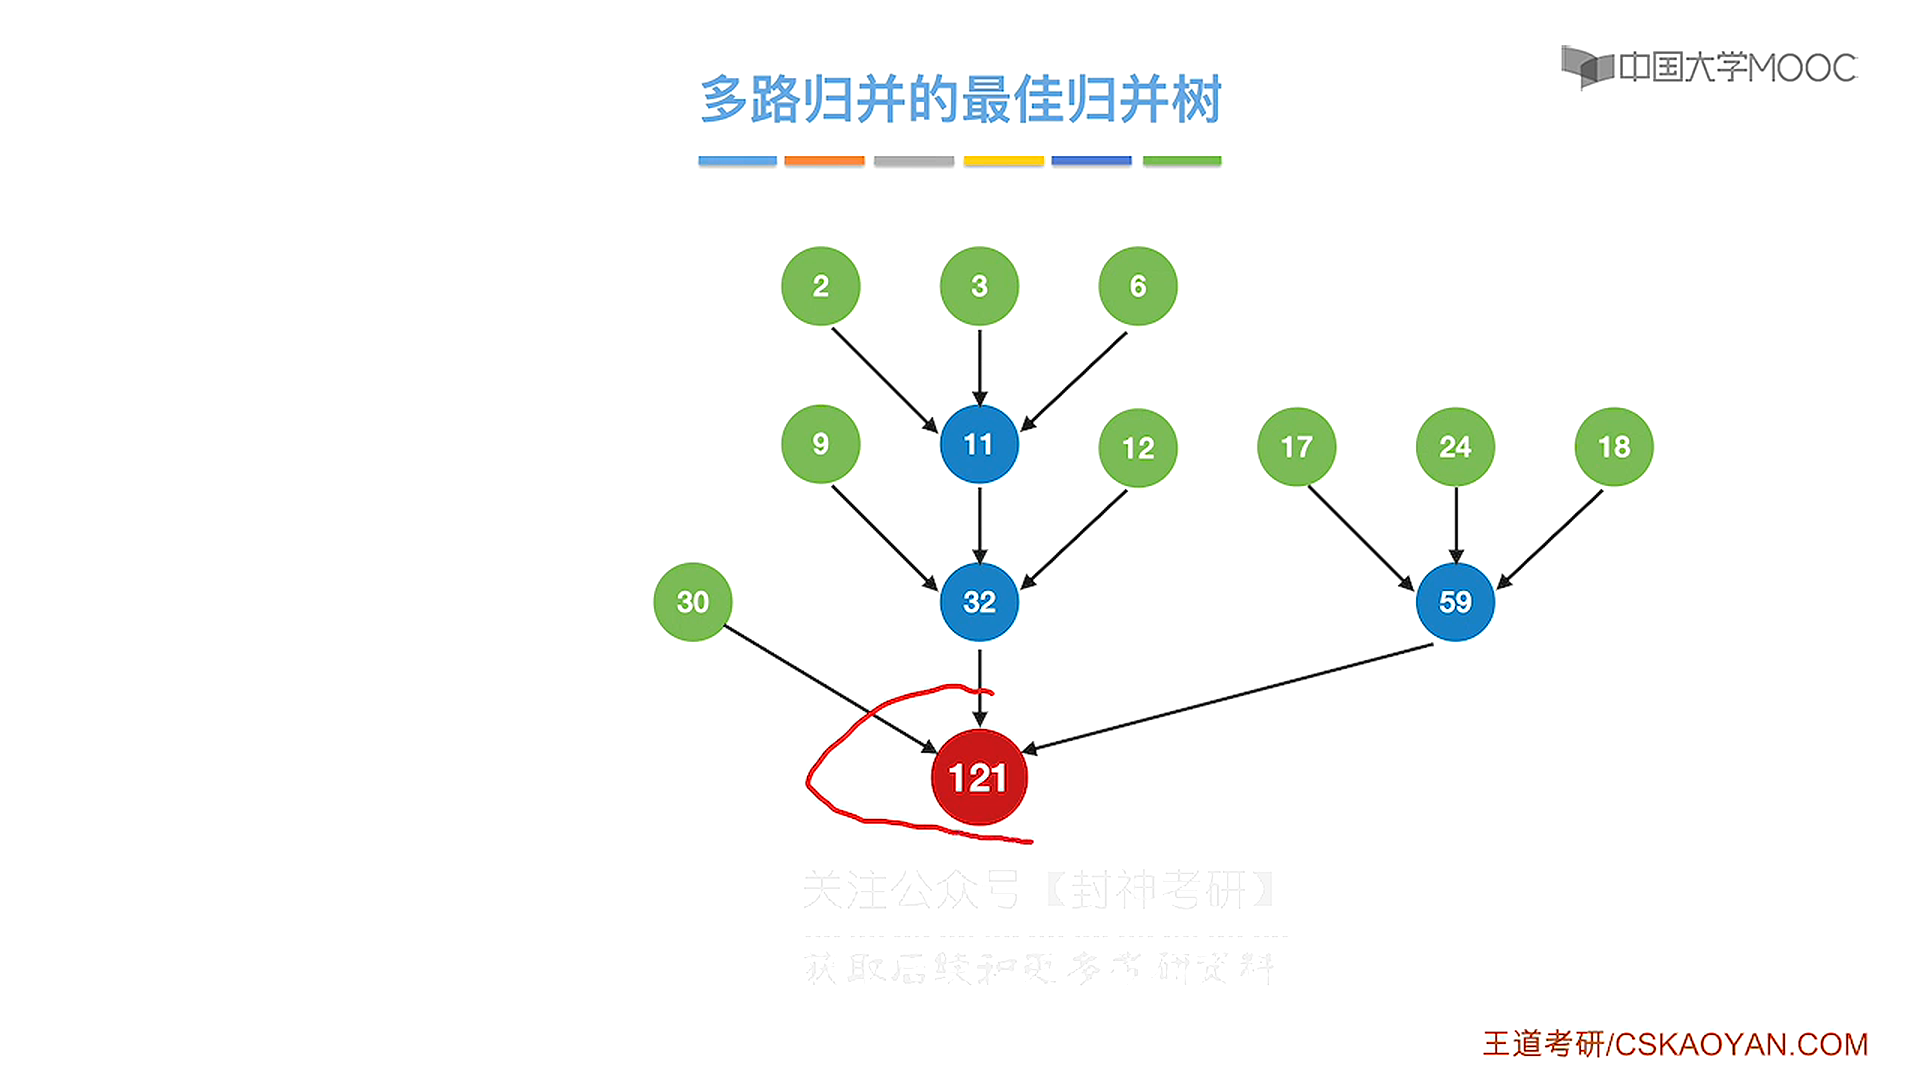 中国大学MOOC
多路归并的最佳归并树
2 3 6
9 11 12 17 24 18
30 32 59
121
关注公众号【封神考研】
获取后续和更多考研资料
王道考研/CSKAOYAN.COM